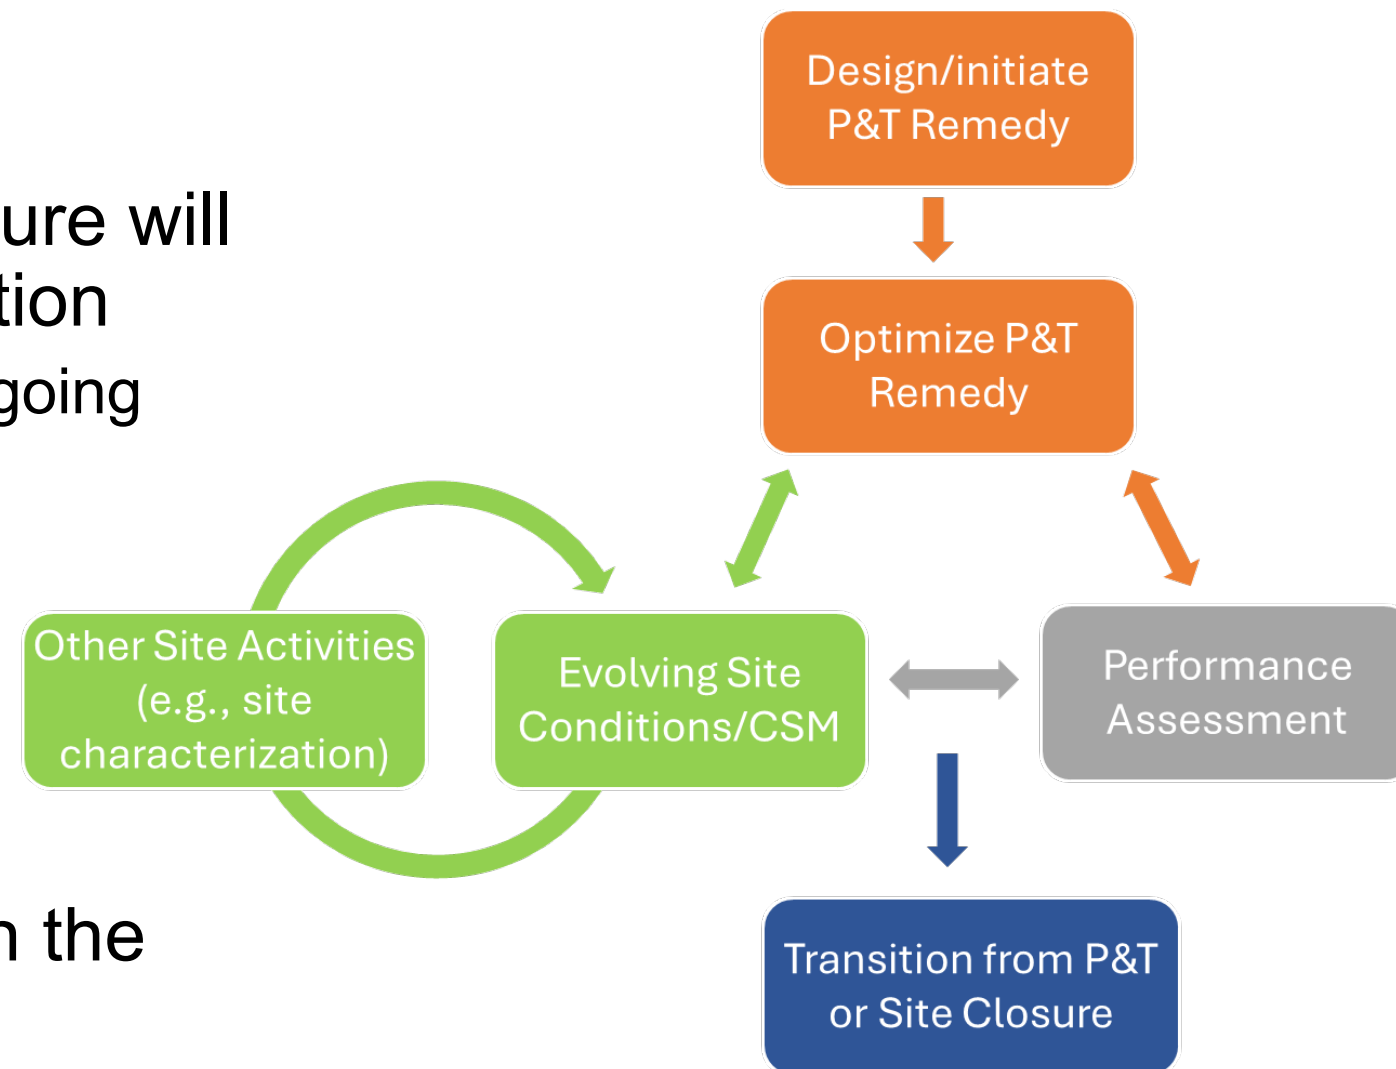 ure will
tion
going
n the
Design/initiate
P&T Remedy
Optimize P&T
Remedy
Other Site Activities
(e.g., site
characterization)
Evolving Site
Conditions/CSM
Performance
Assessment
Transition from P&T
or Site Closure